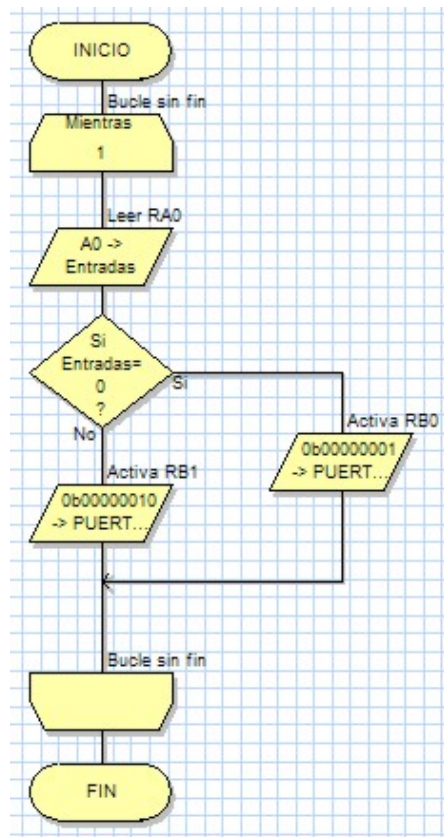 INICIO
Bucle sin fin
Mientras
1
Leer RA0
A0 ->
Entradas
Si
Entradas=
0
?
Si
No
Activa RB0
0b00000001
-> PUERT...
Activa RB1
0b00000010
-> PUERT...
Bucle sin fin
FIN